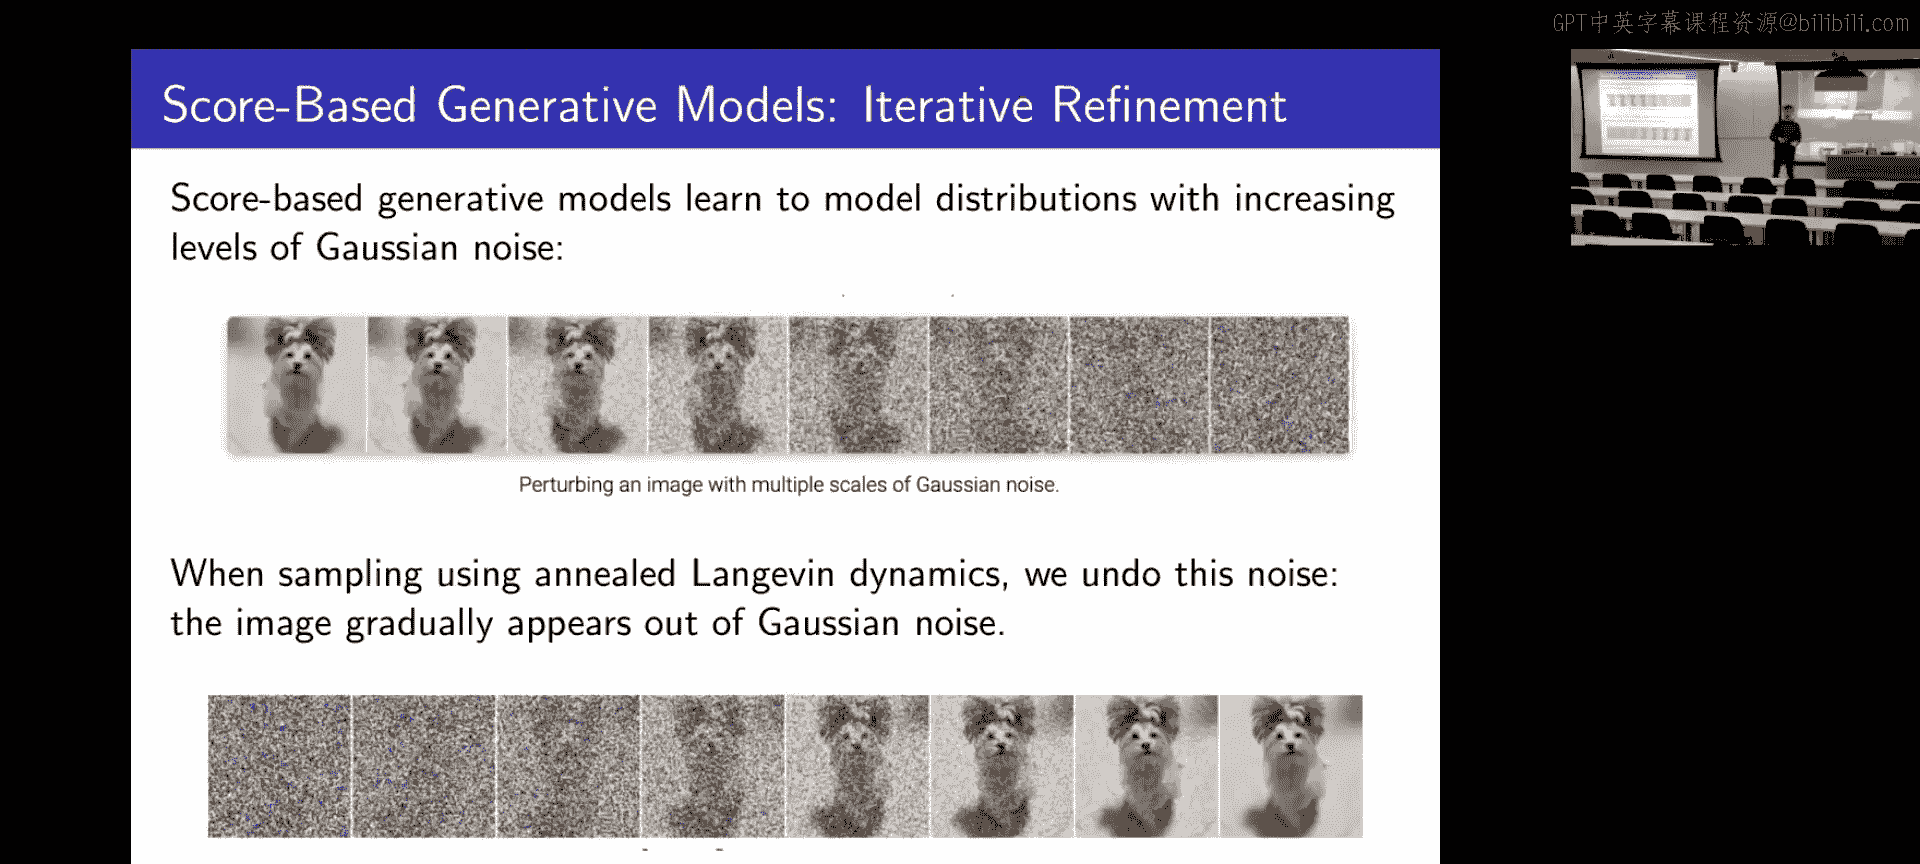 GPT中英字幕课程资源@bilibili.com
Score-Based Generative Models: Iterative Refinement
Score-based generative models learn to model distributions with increasing
levels of Gaussian noise:
Perturbing an image with multiple scales of Gaussian noise.
When sampling using annealed Langevin dynamics, we undo this noise:
the image gradually appears out of Gaussian noise.